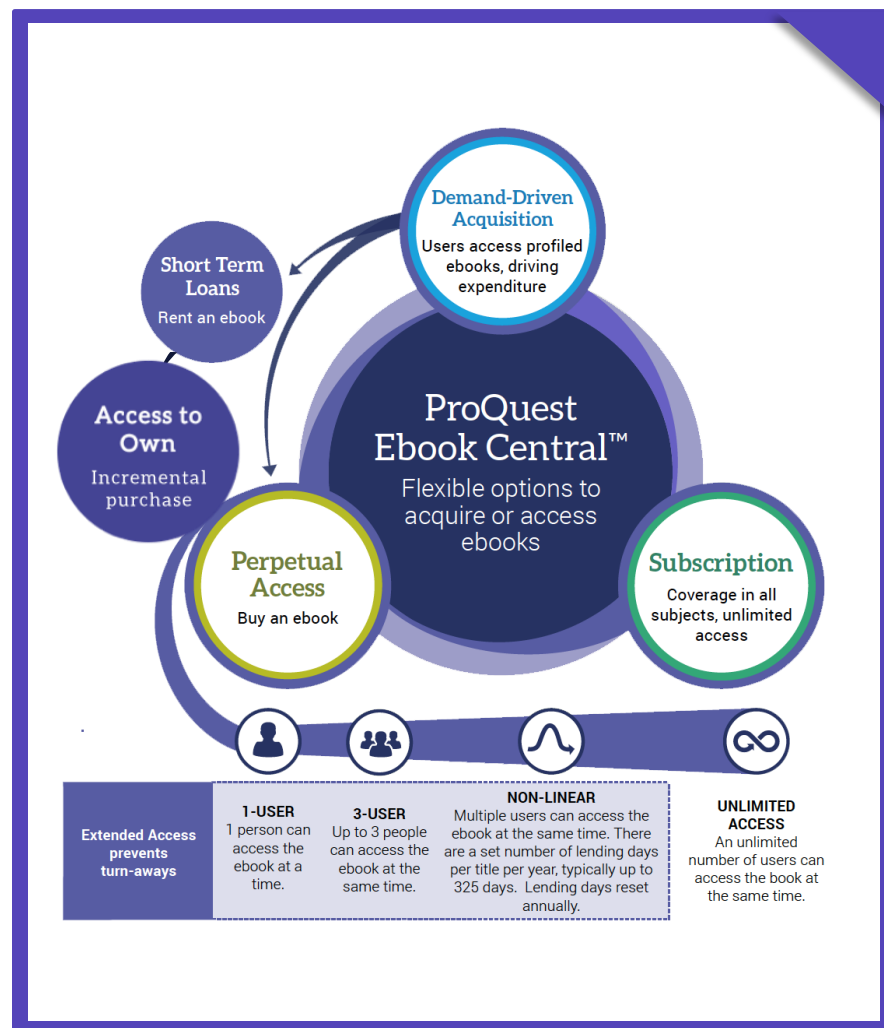 Demand-Driven
Acquisition
Users access profiled
ebooks, driving
expenditure
Short Term
Loans
Rent an ebook
Access to
Own
Incremental
purchase
ProQuest
Ebook Central™
Flexible options to
acquire or access
ebooks
Perpetual
Access
Buy an ebook
Subscription
Coverage in all
subjects, unlimited
access
Extended Access
prevents
turn-aways
1-USER
1 person can
access the
ebook at a
time.
3-USER
Up to 3 people
can access the
ebook at the
same time.
NON-LINEAR
Multiple users can access the
ebook at the same time. There
are a set number of lending days
per title per year, typically up to
325 days. Lending days reset
annually.
UNLIMITED
ACCESS
An unlimited
number of users can
access the book at
the same time.